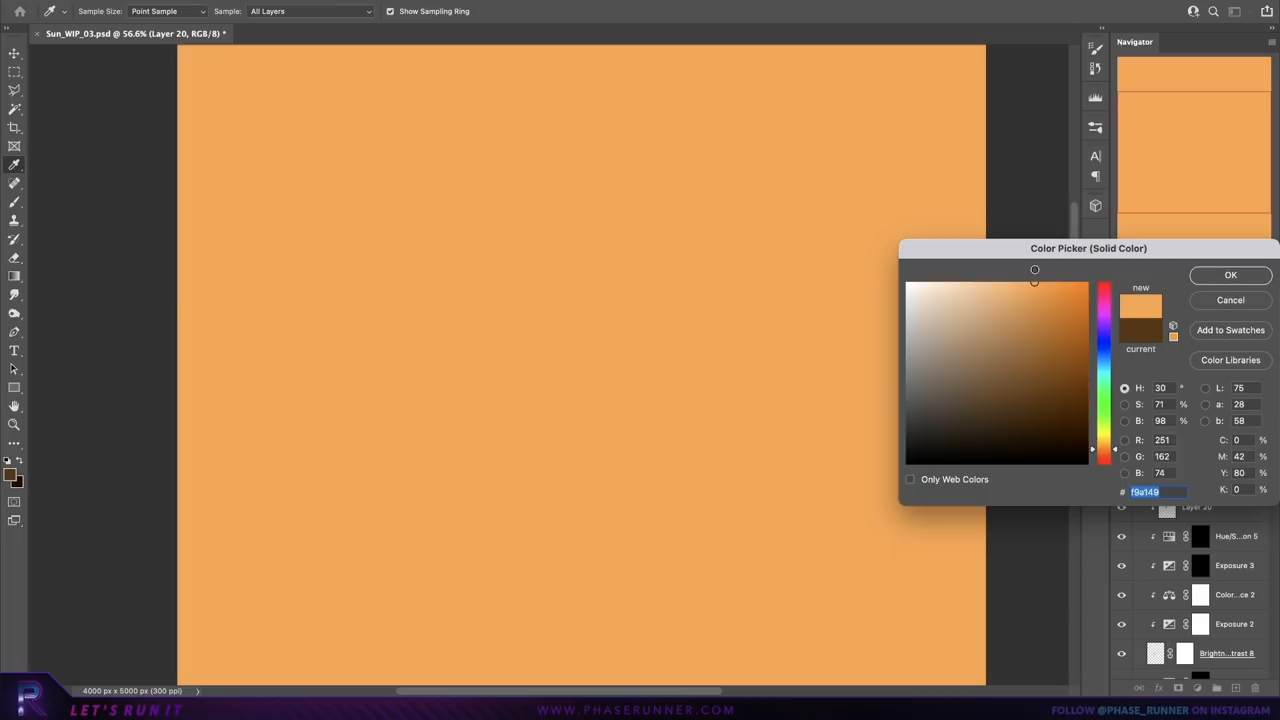 Sample Size: Point Sample Sample: All Layers Show Sampling Ring
× Sun_WIP_03.psd @ 56.6% (Layer 20, RGB/8) *
Navigator
Color Picker (Solid Color)
new
current
OK
Cancel
Add to Swatches
Color Libraries
H: 30 ° L: 75
S: 71 % a: 28
B: 98 % b: 58
R: 251 C: 0 %
G: 162 M: 42 %
B: 74 Y: 80 %
# f9a149 K: 0 %
Only Web Colors
Layer 20
Hue/S...on 5
Exposure 3
Color...ce 2
Exposure 2
Brightn...trast 8
4000 px x 5000 px (300 ppi)
R LET'S RUN IT
WWW.PHASERUNNER.COM
FOLLOW @PHASE_RUNNER ON INSTAGRAM